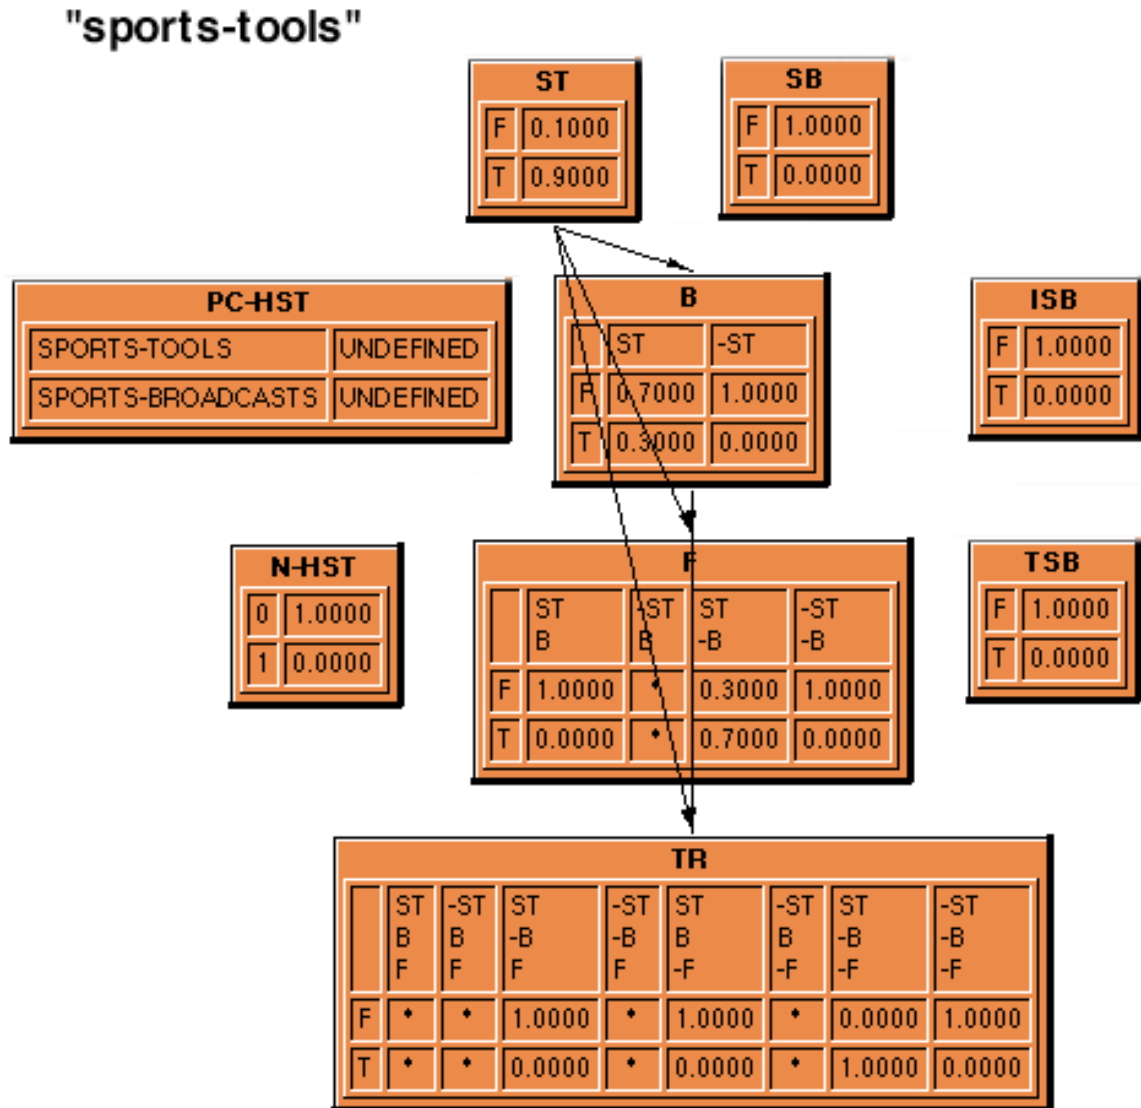 "sports-tools"
ST
F 0.1000
T 0.9000
SB
F 1.0000
T 0.0000
PC-HST
SPORTS-TOOLS UNDEFINED
SPORTS-BROADCASTS UNDEFINED
B
ST -ST
F 0.7000 1.0000
T 0.3000 0.0000
ISB
F 1.0000
T 0.0000
N-HST
0 1.0000
1 0.0000
F
ST -ST ST -ST
B B -B -B
F 1.0000 * 0.3000 1.0000
T 0.0000 * 0.7000 0.0000
TSB
F 1.0000
T 0.0000
TR
ST -ST ST -ST ST -ST ST -ST
B B -B -B B B -B -B
F F F F -F -F -F -F
F * * 1.0000 * 1.0000 * 0.0000 1.0000
T * * 0.0000 * 0.0000 * 1.0000 0.0000